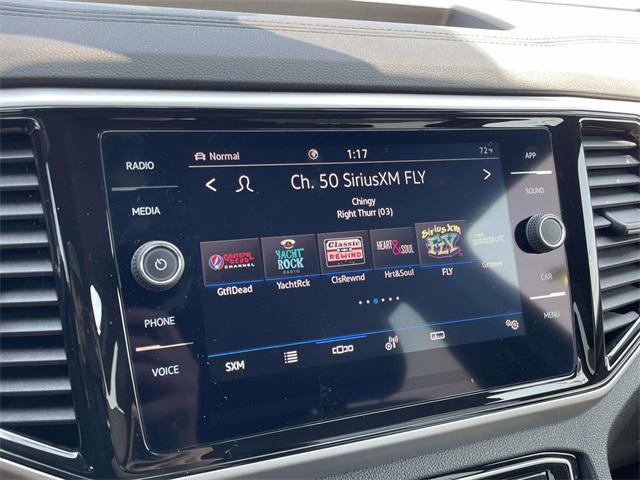 Normal 1:17 72°F
Ch. 50 SiriusXM FLY
Chingy
Right Thurr (03)
GRATEFUL DEAD CHANNEL
YACHT ROCK RADIO
Classic REWIND
HEART & SOUL
SiriusXM FLY
THE GROOVE
GtflDead YachtRck ClsRewnd Hrt&Soul FLY Groove
SXM
RADIO
MEDIA
PHONE
VOICE
APP
SOUND
CAR
MENU